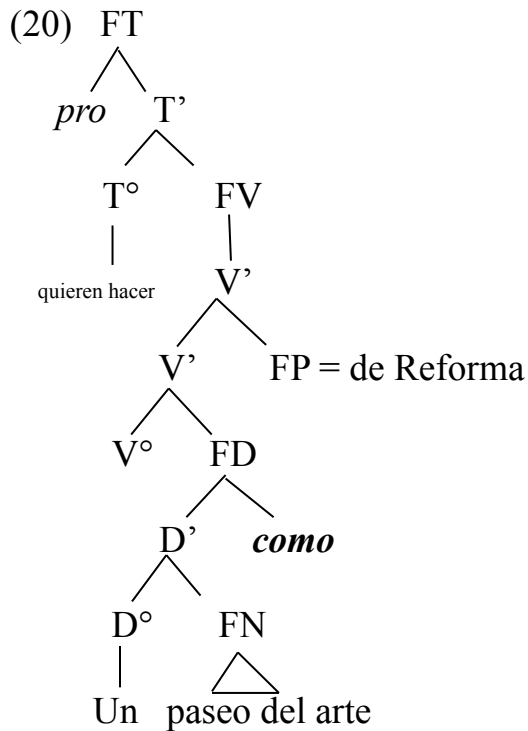 (20) FT
pro T’
T° FV
quieren hacer V’
V’ FP = de Reforma
V° FD
D’ como
D° FN
Un paseo del arte